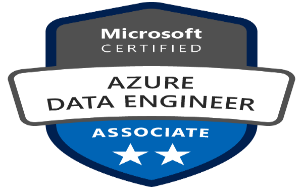 Microsoft
CERTIFIED
AZURE
DATA ENGINEER
ASSOCIATE